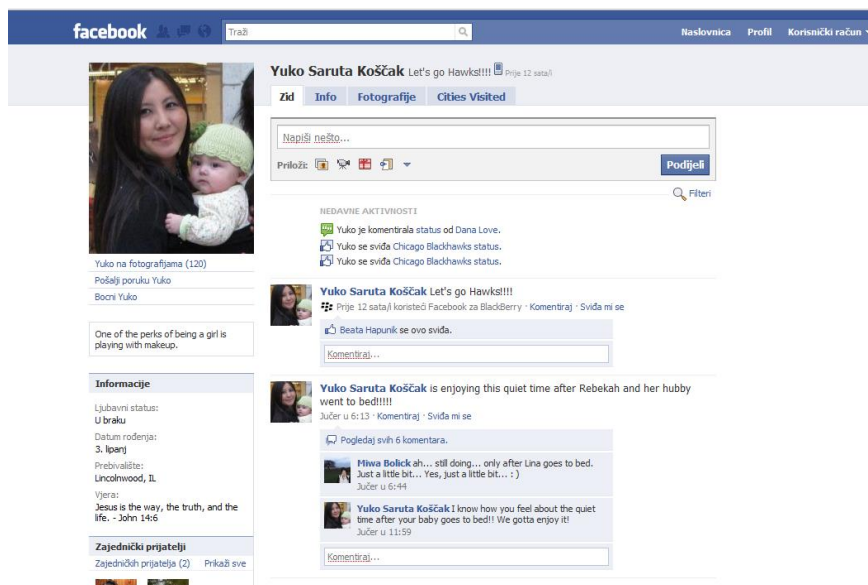 facebook
Traži
Naslovnica Profil Korisnički račun
Yuko Saruta Koščak Let's go Hawks!!!! Prije 12 sata/i
Zid Info Fotografije Cities Visited
Napiši nešto...
Priloži:
Podijeli
Filteri
Yuko na fotografijama (120)
Pošalji poruku Yuko
Bocni Yuko
One of the perks of being a girl is
playing with makeup.
Informacije
Ljubavni status:
U braku
Datum rođenja:
3. lipanj
Prebivalište:
Lincolnwood, IL
Vjera:
Jesus is the way, the truth, and the
life. - John 14:6
Zajednički prijatelji
Zajedničkih prijatelja (2) Prikaži sve
NEDAVNE AKTIVNOSTI
Yuko je komentirala status od Dana Love.
Yuko se sviđa Chicago Blackhawks status.
Yuko se sviđa Chicago Blackhawks status.
Yuko Saruta Koščak Let's go Hawks!!!!
Prije 12 sata/i koristeći Facebook za BlackBerry · Komentiraj · Sviđa mi se
Beata Hapunik se ovo sviđa.
Komentiraj...
Yuko Saruta Koščak is enjoying this quiet time after Rebekah and her hubby
went to bed!!!!!
Jučer u 6:13 · Komentiraj · Sviđa mi se
Pogledaj svih 6 komentara.
Miwa Bolick ah... still doing... only after Lina goes to bed.
Just a little bit... Yes, just a little bit... : )
Jučer u 6:44
Yuko Saruta Koščak I know how you feel about the quiet
time after your baby goes to bed!! We gotta enjoy it!
Jučer u 11:59
Komentiraj...